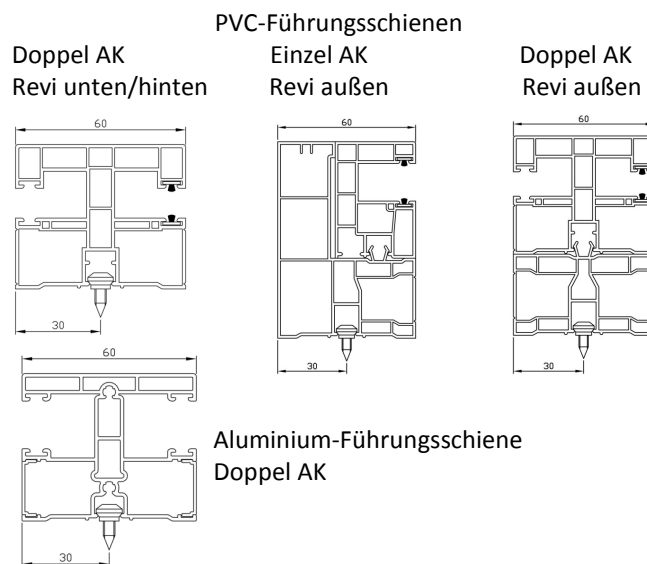 PVC-Führungsschienen
Doppel AK
Revi unten/hinten
Einzel AK
Revi außen
Doppel AK
Revi außen
60
60
60
30
30
30
60
Aluminium-Führungsschiene
Doppel AK
30